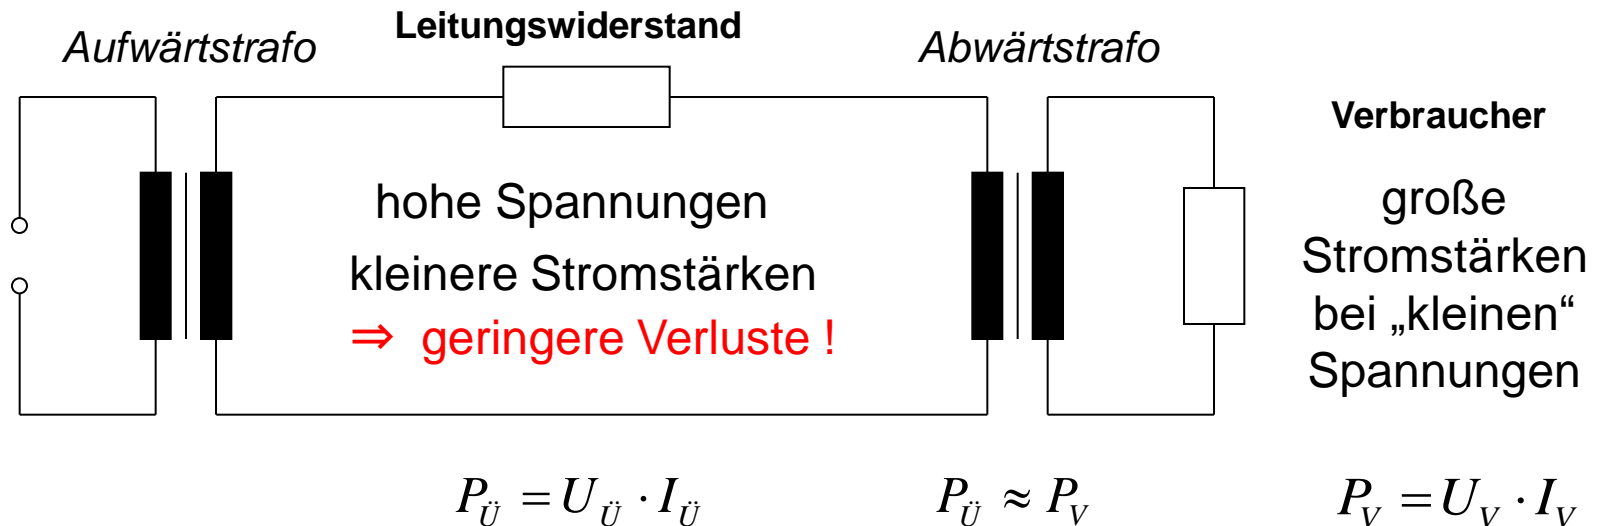 Leitungswiderstand
Aufwärtstrafo
Abwärtstrafo
Verbraucher
hohe Spannungen
kleinere Stromstärken
⇒ geringere Verluste !
große
Stromstärken
bei „kleinen“
Spannungen
P_Ü = U_Ü · I_Ü
P_Ü ≈ P_V
P_V = U_V · I_V